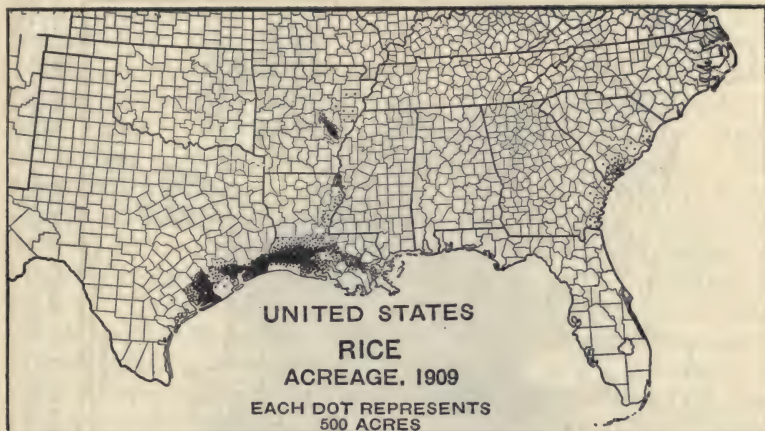 UNITED STATES
RICE
ACREAGE, 1909
EACH DOT REPRESENTS
500 ACRES